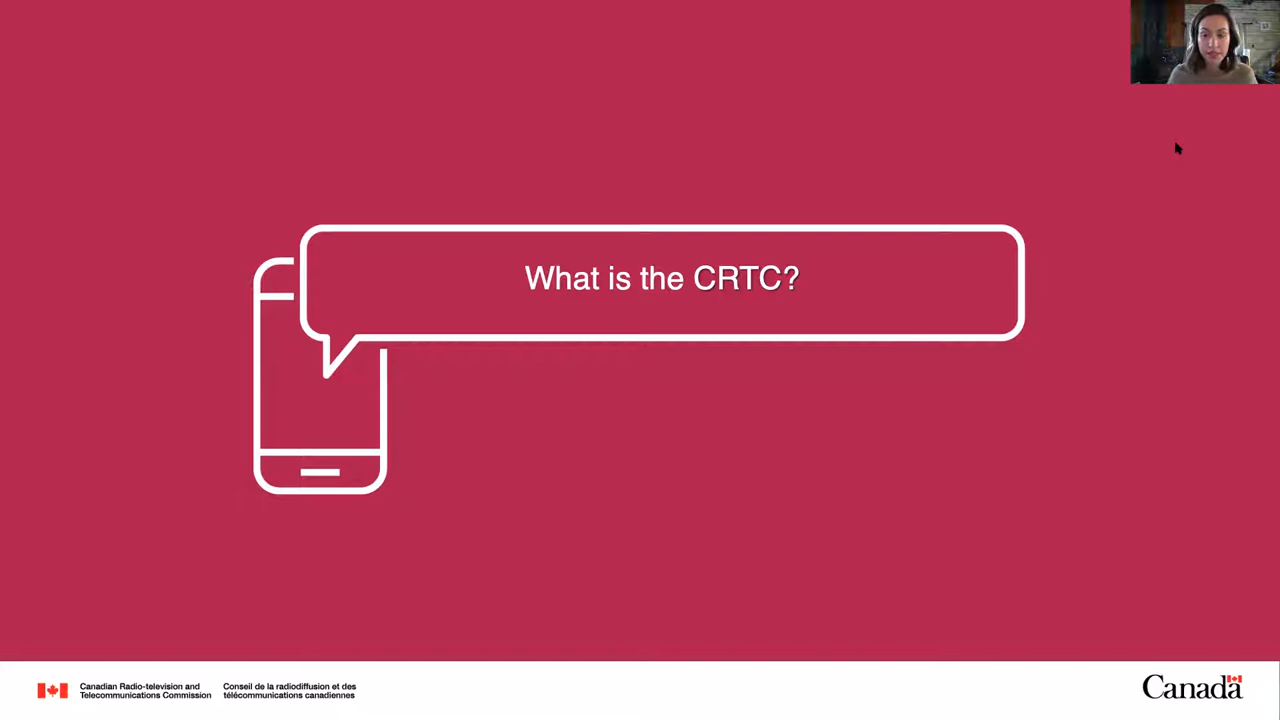 What is the CRTC?
Canadian Radio-television and
Telecommunications Commission
Conseil de la radiodiffusion et des
télécommunications canadiennes
Canada